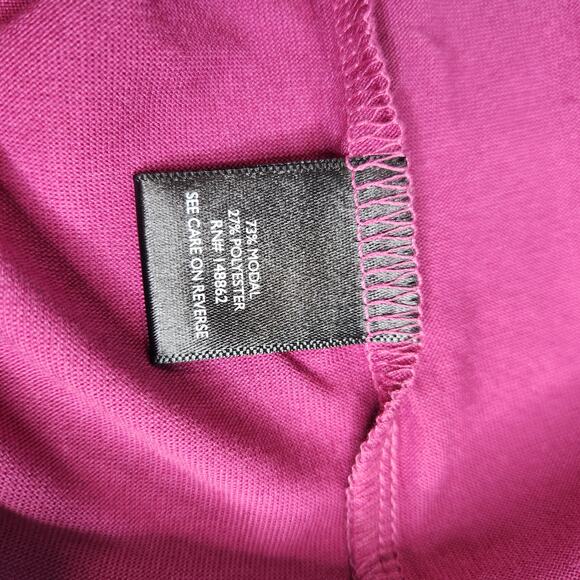 73% MODAL
27% POLYESTER
RN# 148862
SEE CARE ON REVERSE